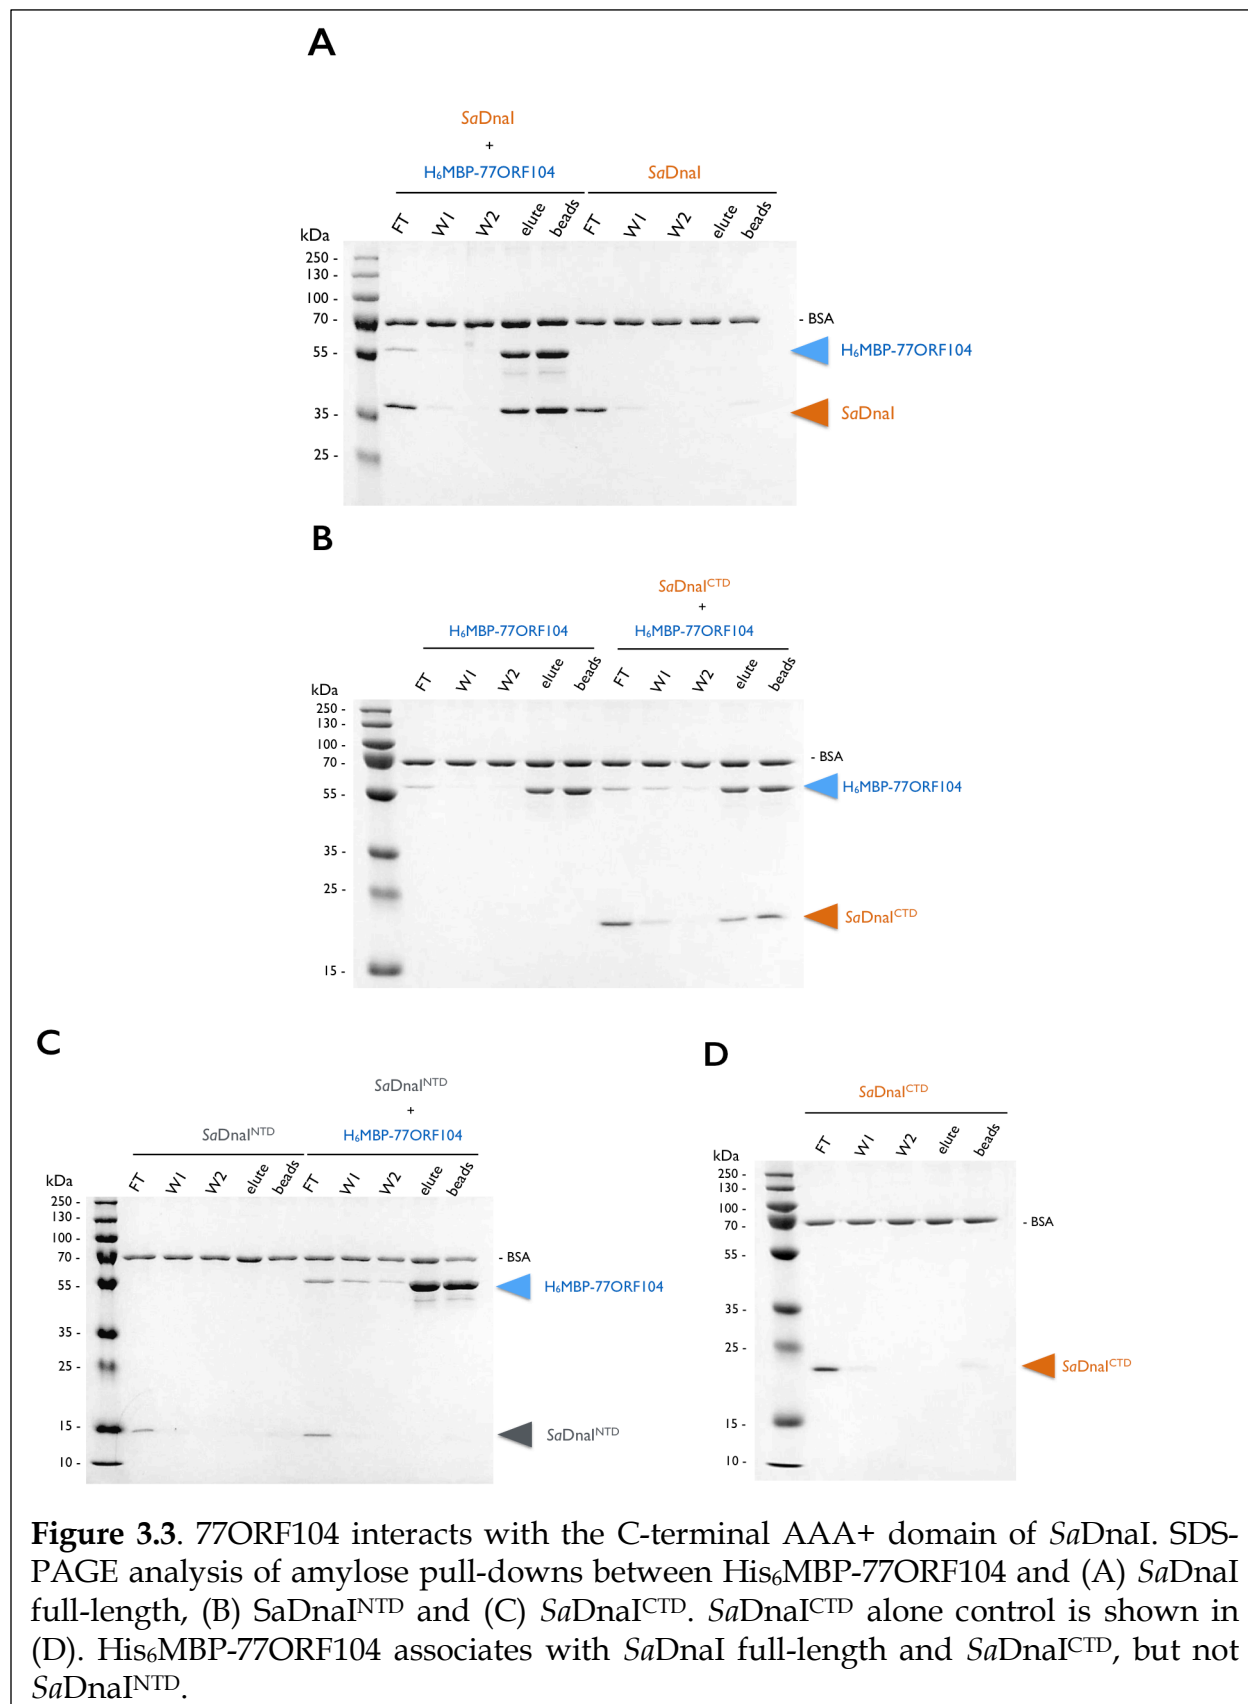 A
SaDnaI
+
H₆MBP-77ORF104
SaDnaI
FT W1 W2 elute beads FT W1 W2 elute beads
kDa
250 -
130 -
100 -
70 -
- BSA
55 -
H₆MBP-77ORF104
35 -
SaDnaI
25 -
B
SaDnaIᶜᵀᴰ
+
H₆MBP-77ORF104 H₆MBP-77ORF104
FT W1 W2 elute beads FT W1 W2 elute beads
kDa
250 -
130 -
100 -
70 -
- BSA
55 -
H₆MBP-77ORF104
35 -
25 -
SaDnaIᶜᵀᴰ
15 -
C
SaDnaIᴺᵀᴰ
+
SaDnaIᴺᵀᴰ H₆MBP-77ORF104
FT W1 W2 elute beads FT W1 W2 elute beads
kDa
250 -
130 -
100 -
70 -
- BSA
55 -
H₆MBP-77ORF104
35 -
25 -
15 -
SaDnaIᴺᵀᴰ
10 -
D
SaDnaIᶜᵀᴰ
FT W1 W2 elute beads
kDa
250 -
130 -
100 -
70 -
- BSA
55 -
35 -
25 -
SaDnaIᶜᵀᴰ
15 -
10 -
Figure 3.3. 77ORF104 interacts with the C-terminal AAA+ domain of SaDnaI. SDS-
PAGE analysis of amylose pull-downs between His₆MBP-77ORF104 and (A) SaDnaI
full-length, (B) SaDnaIᴺᵀᴰ and (C) SaDnaIᶜᵀᴰ. SaDnaIᶜᵀᴰ alone control is shown in
(D). His₆MBP-77ORF104 associates with SaDnaI full-length and SaDnaIᶜᵀᴰ, but not
SaDnaIᴺᵀᴰ.